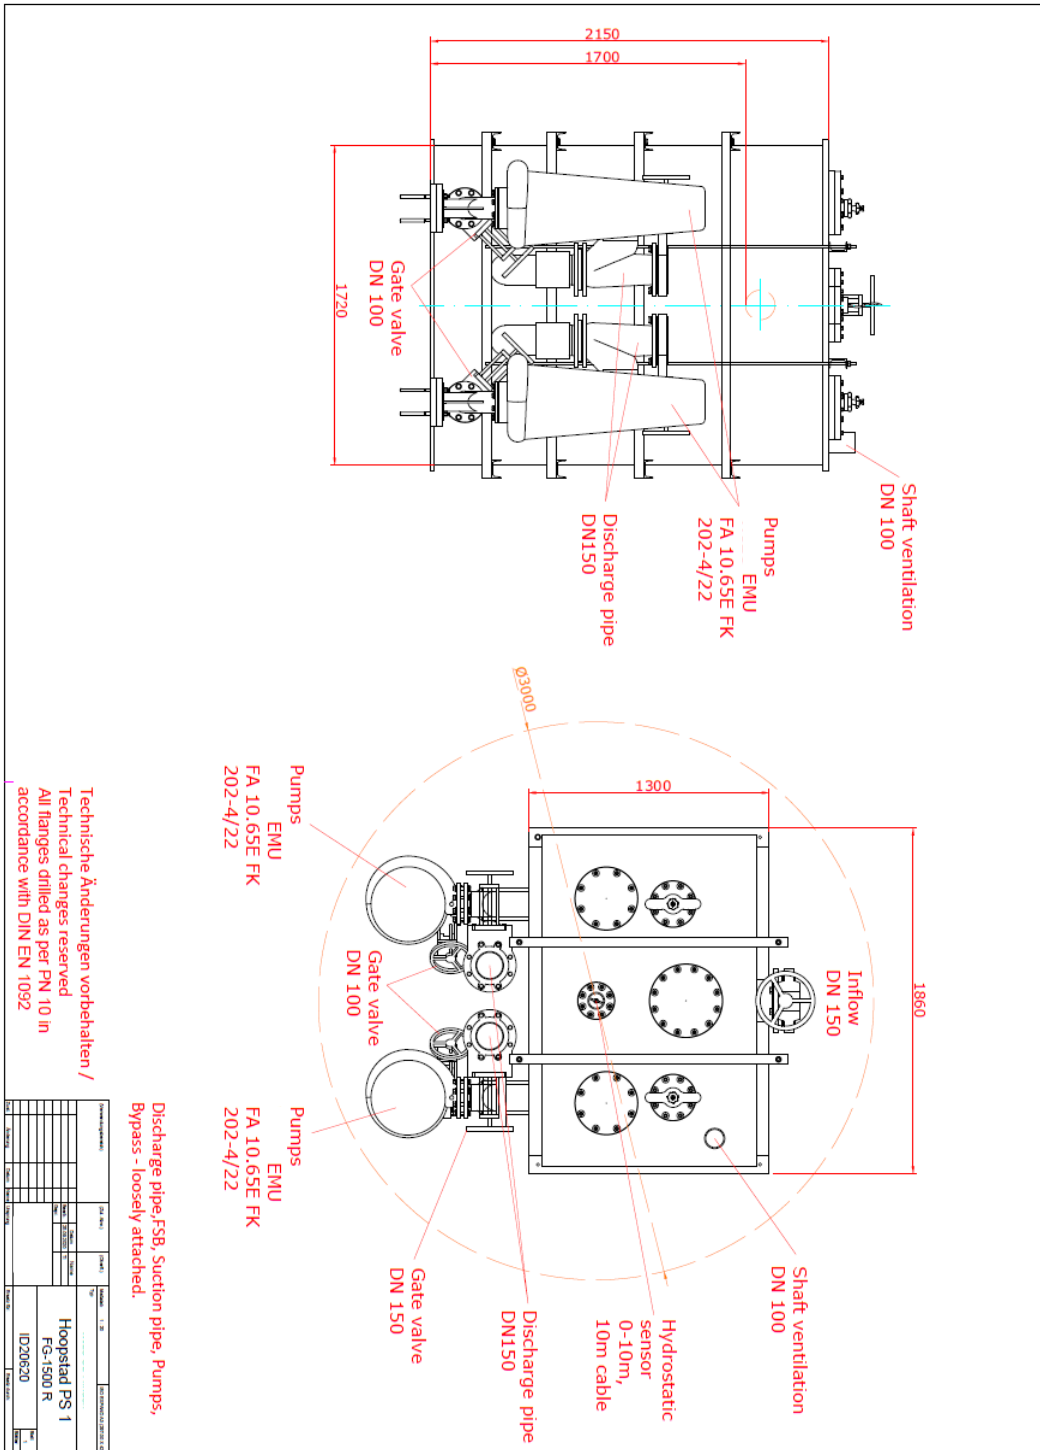 2150
1700
1720
Gate valve
DN 100
Shaft ventilation
DN 100
Pumps
EMU
FA 10.65E FK
202-4/22
Discharge pipe
DN150
Ø3000
1300
1860
Inflow
DN 150
Pumps
EMU
FA 10.65E FK
202-4/22
Gate valve
DN 100
Pumps
EMU
FA 10.65E FK
202-4/22
Gate valve
DN 150
Discharge pipe
DN150
Hydrostatic
sensor
0-10m,
10m cable
Shaft ventilation
DN 100
Technische Änderungen vorbehalten /
Technical changes reserved
All flanges drilled as per PN 10 in
accordance with DIN EN 1092
Discharge pipe,FSB, Suction pipe, Pumps,
Bypass - loosely attached.
Hoopstad PS 1
FG-1500 R
ID20620